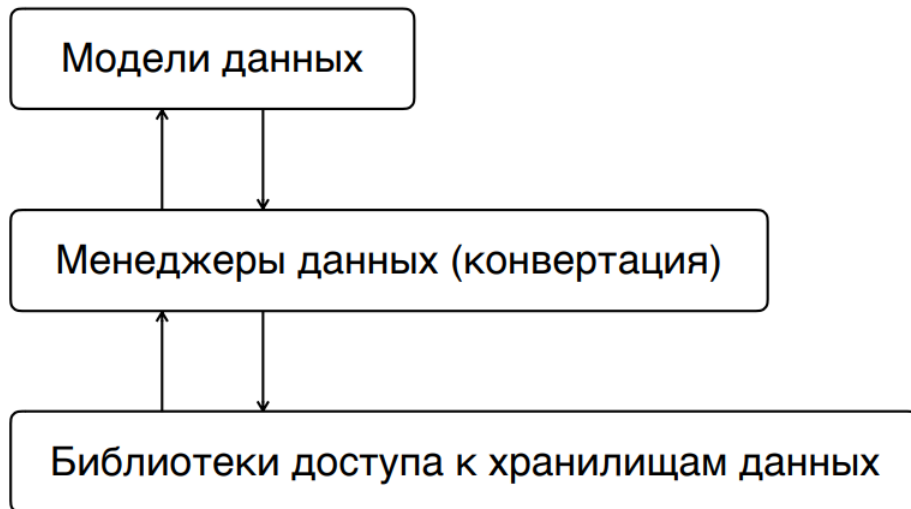 Модели данных
Менеджеры данных (конвертация)
Библиотеки доступа к хранилищам данных